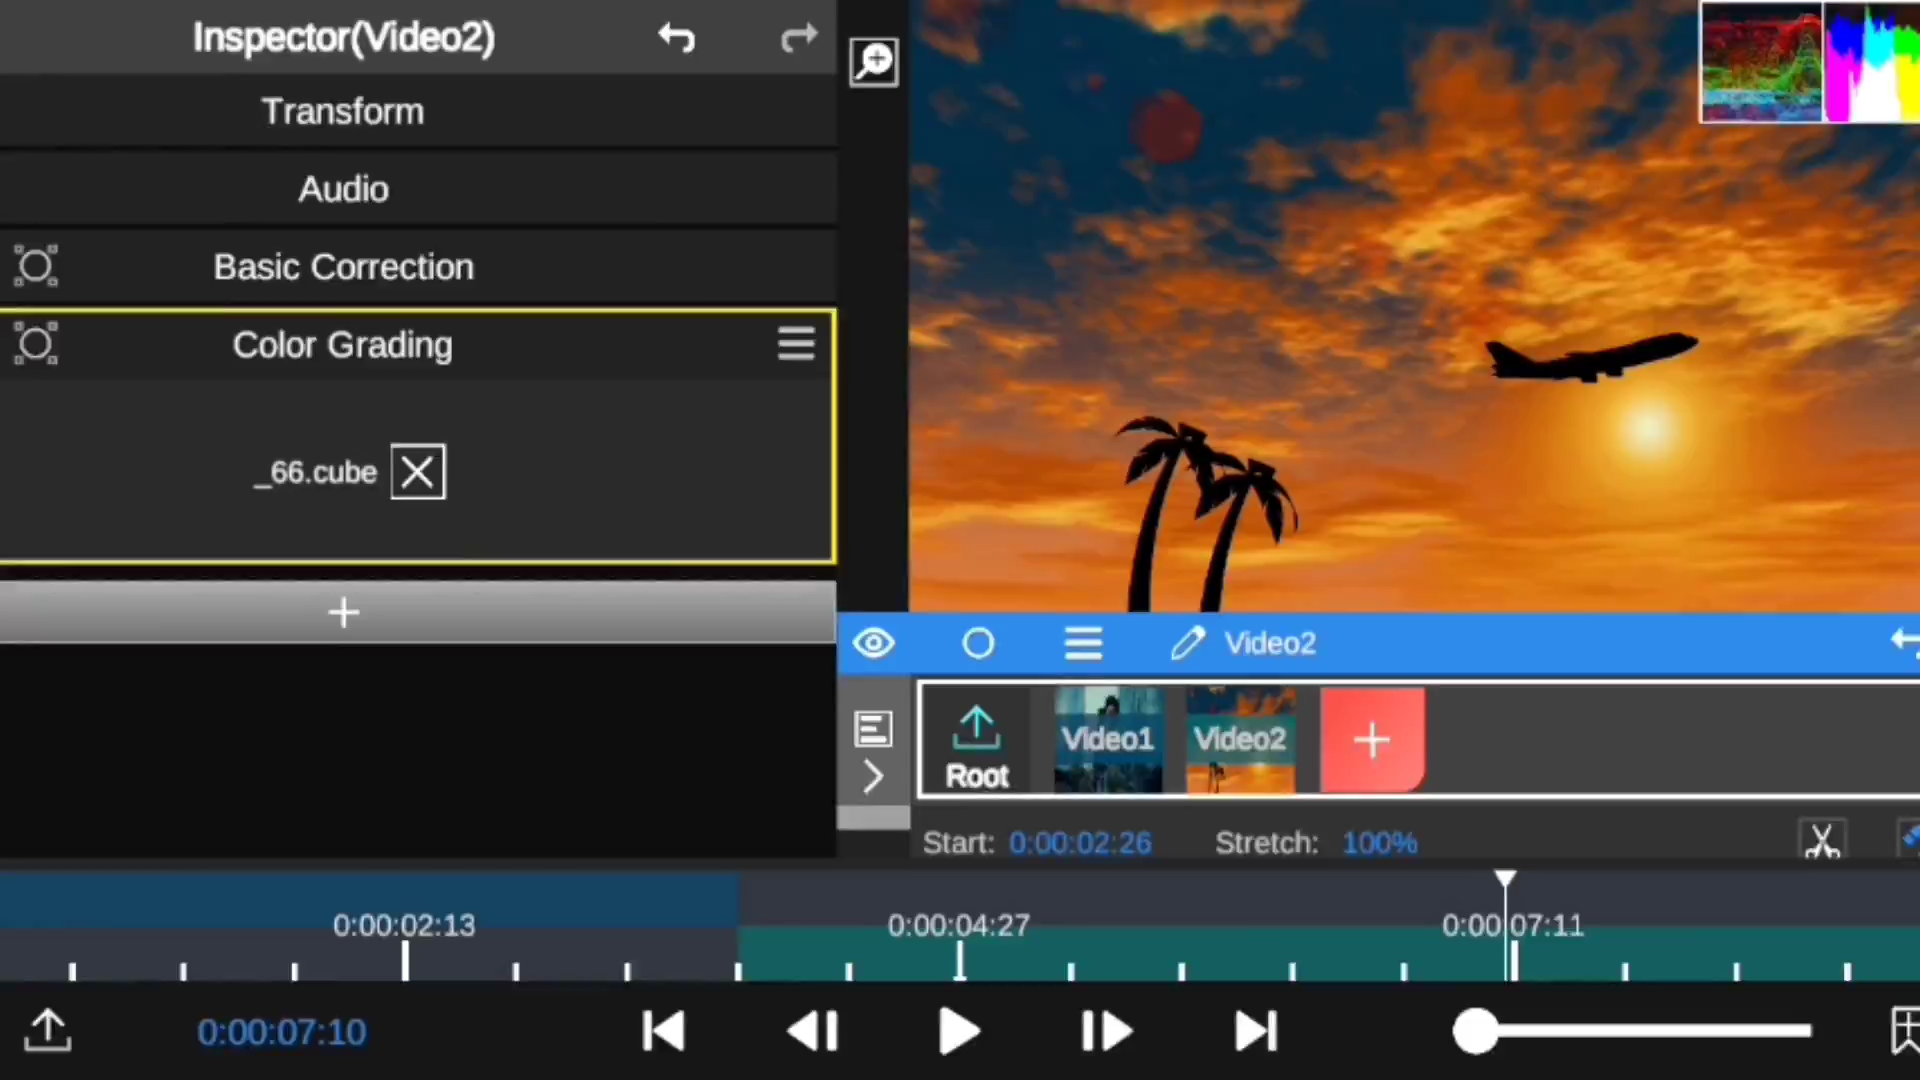 Inspector(Video2)
Transform
Audio
Basic Correction
Color Grading
_66.cube
Video2
Root
Video1
Video2
Start: 0:00:02:26 Stretch: 100%
0:00:02:13 0:00:04:27 0:00:07:11
0:00:07:10